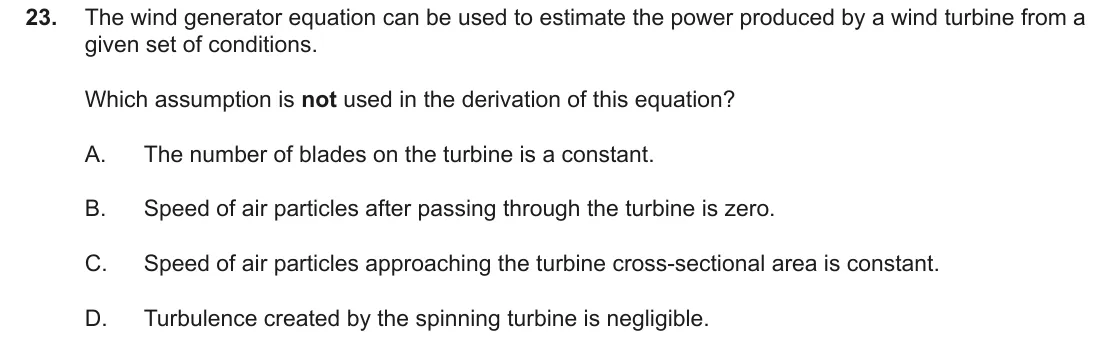 23. The wind generator equation can be used to estimate the power produced by a wind turbine from a
given set of conditions.
Which assumption is not used in the derivation of this equation?
A. The number of blades on the turbine is a constant.
B. Speed of air particles after passing through the turbine is zero.
C. Speed of air particles approaching the turbine cross-sectional area is constant.
D. Turbulence created by the spinning turbine is negligible.